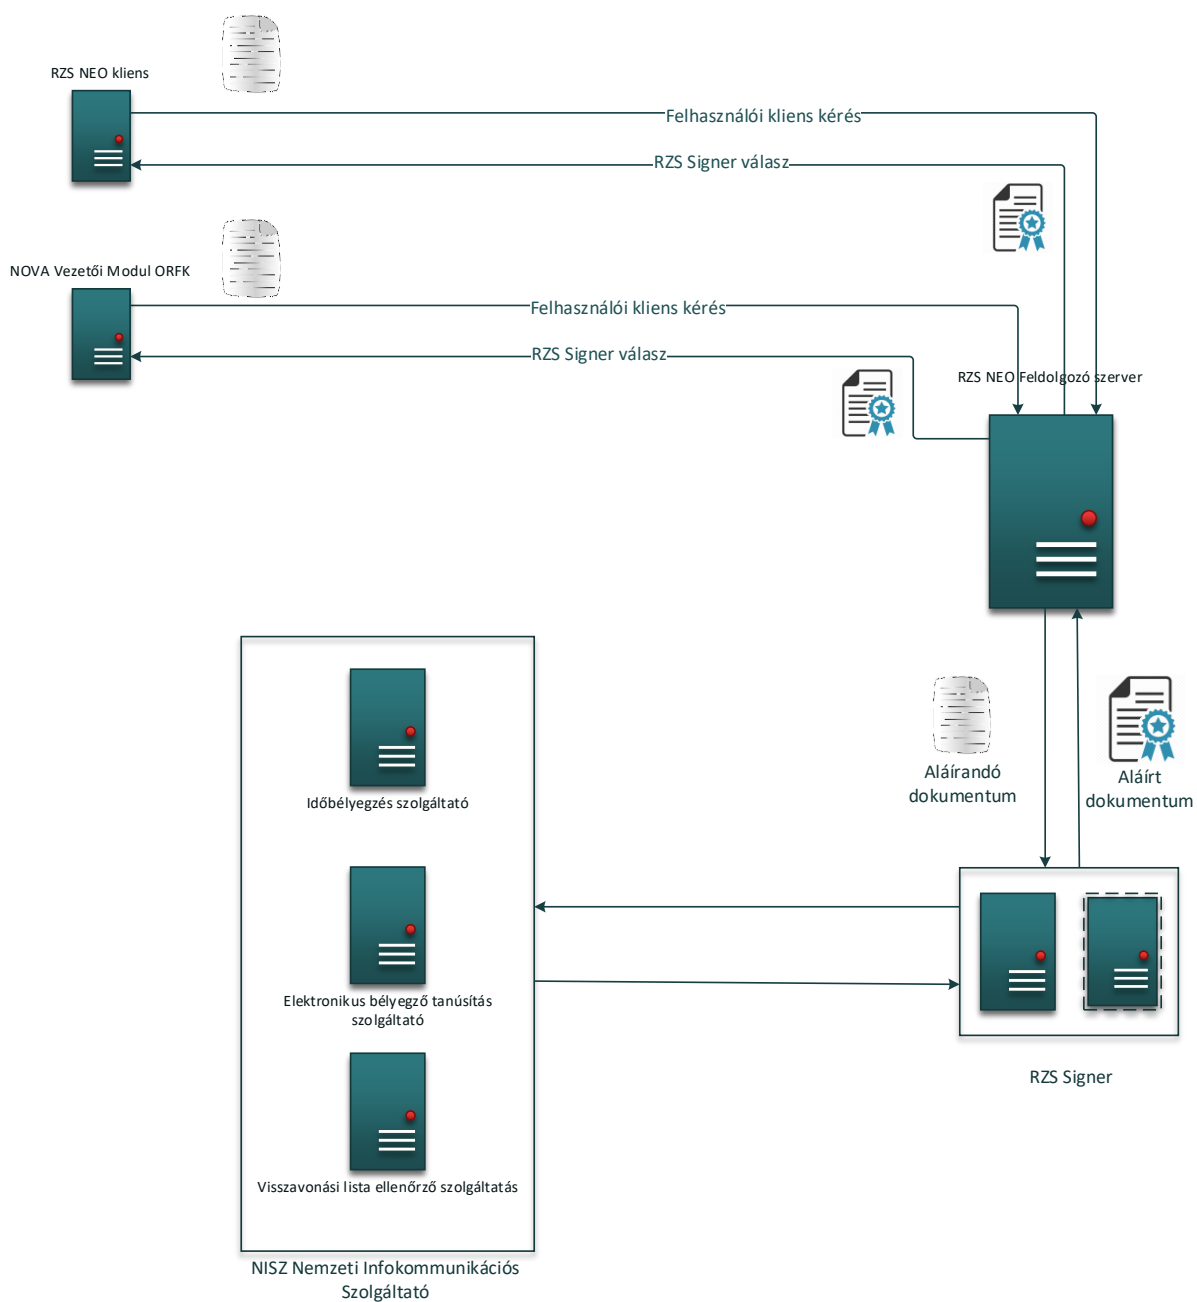 RZS NEO kliens
Felhasználói kliens kérés
RZS Signer válasz
NOVA Vezetői Modul ORFK
Felhasználói kliens kérés
RZS Signer válasz
RZS NEO Feldolgozó szerver
Aláírandó
dokumentum
Aláírt
dokumentum
Időbélyegzés szolgáltató
Elektronikus bélyegző tanúsítás
szolgáltató
Visszavonási lista ellenőrző szolgáltatás
RZS Signer
NISZ Nemzeti Infokommunikációs
Szolgáltató